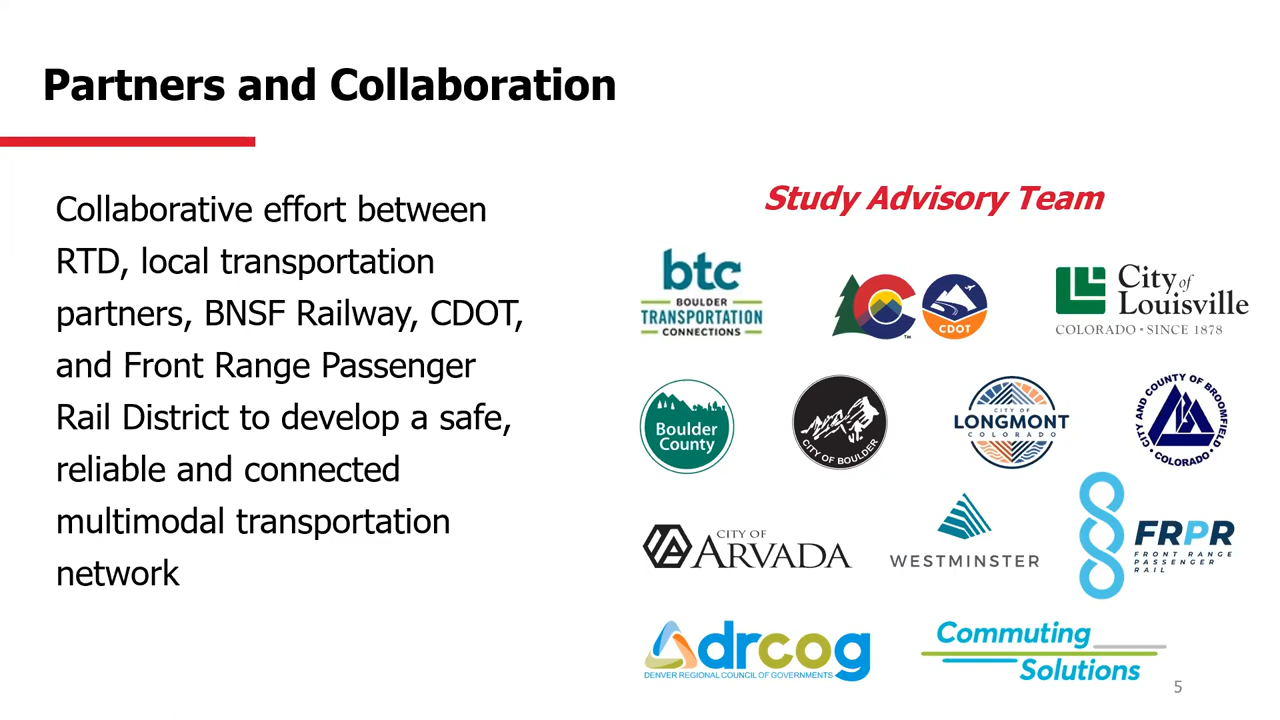 Partners and Collaboration
Collaborative effort between
RTD, local transportation
partners, BNSF Railway, CDOT,
and Front Range Passenger
Rail District to develop a safe,
reliable and connected
multimodal transportation
network
Study Advisory Team
btc
BOULDER
TRANSPORTATION
CONNECTIONS
C
TM
CDOT
City of
Louisville
COLORADO • SINCE 1878
Boulder
County
CITY OF BOULDER
CITY OF
LONGMONT
COLORADO
CITY AND COUNTY OF BROOMFIELD
• COLORADO •
CITY OF
ARVADA
WESTMINSTER
FRPR
FRONT RANGE
PASSENGER
RAIL
drcog
DENVER REGIONAL COUNCIL OF GOVERNMENTS
Commuting
Solutions
5